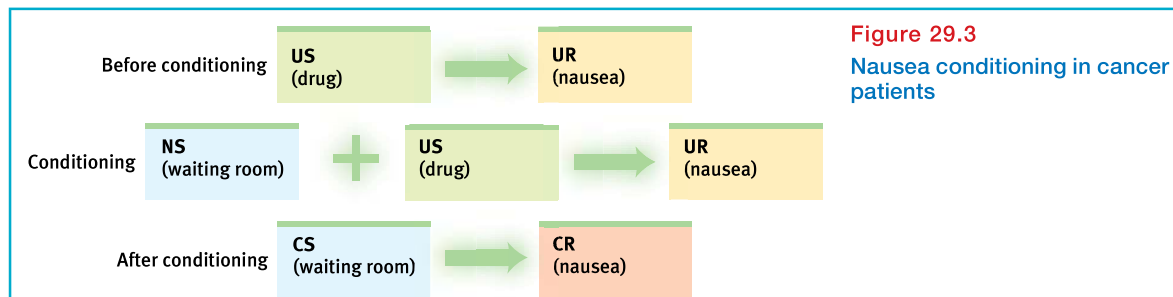 Before conditioning
US
(drug)
UR
(nausea)
Figure 29.3
Nausea conditioning in cancer
patients
Conditioning
NS
(waiting room)
US
(drug)
UR
(nausea)
After conditioning
CS
(waiting room)
CR
(nausea)